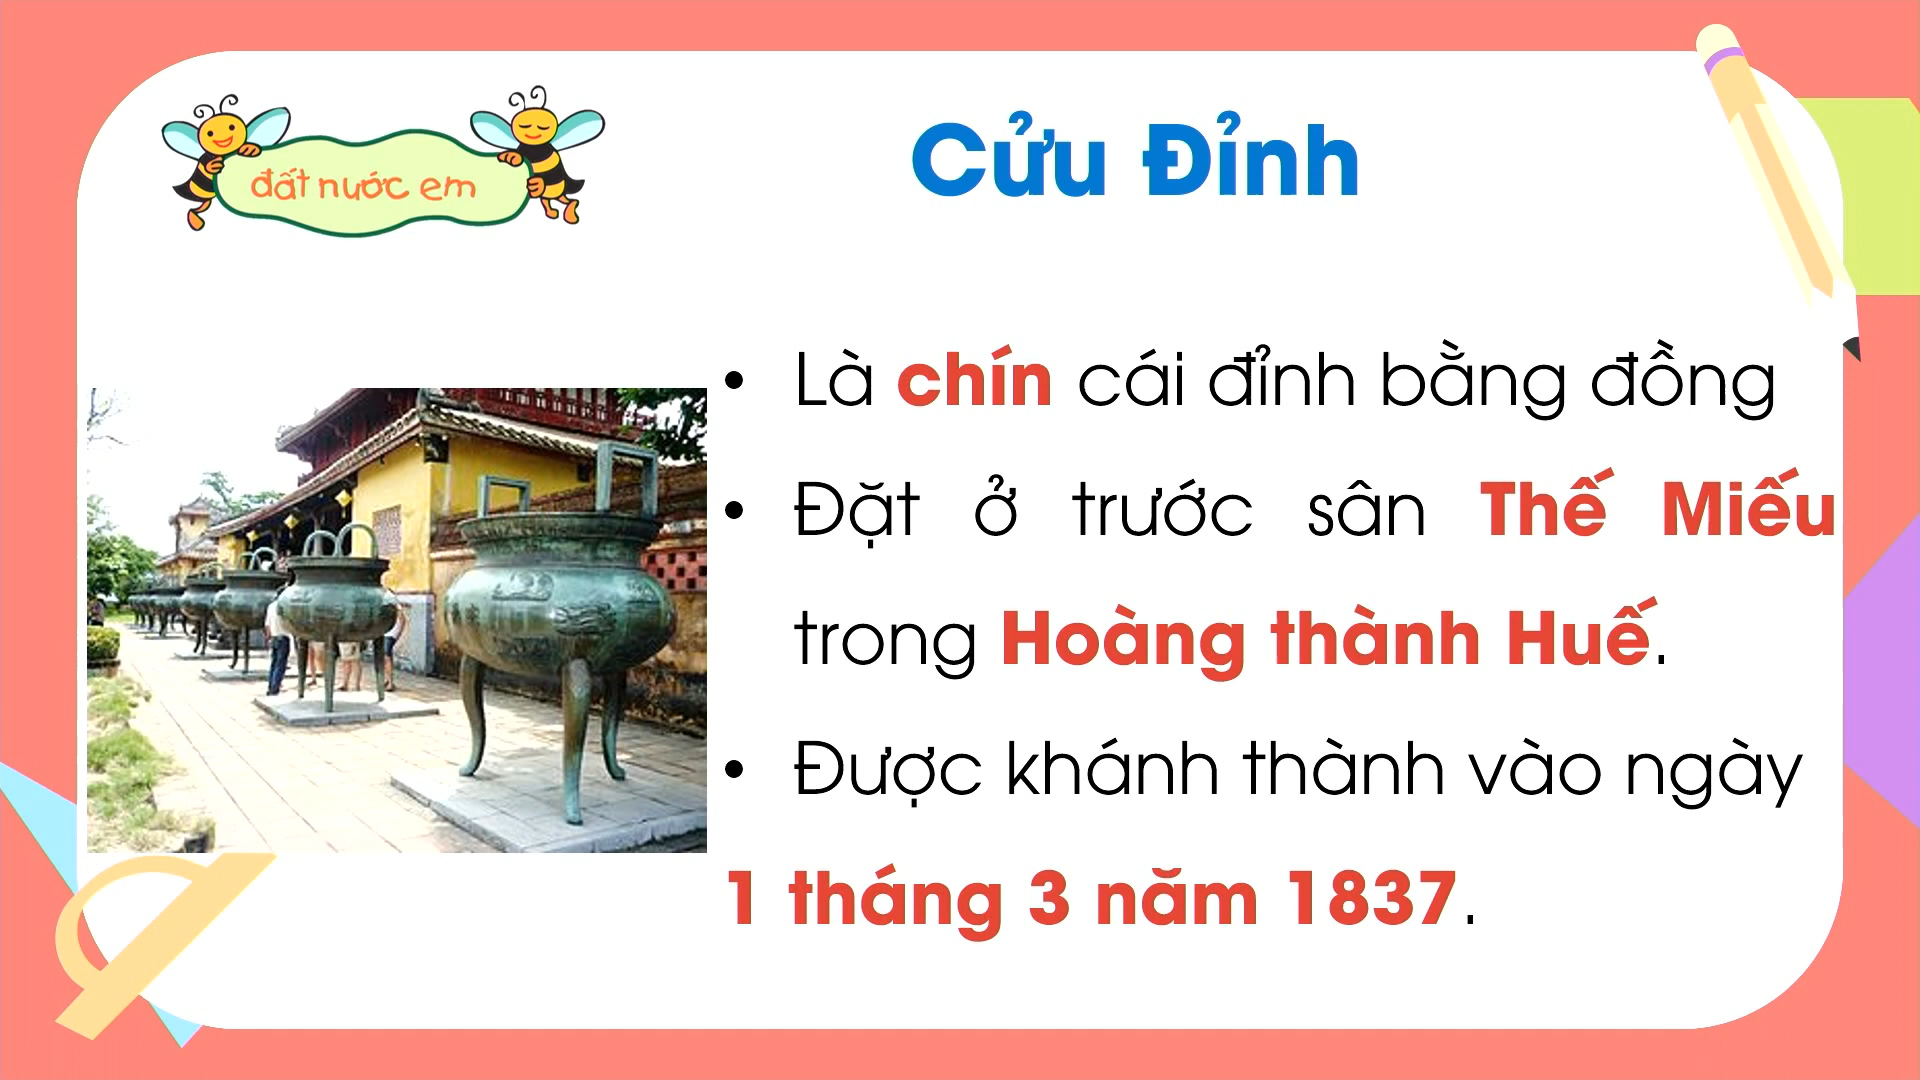 đất nước em
Cửu Đỉnh
• Là chín cái đỉnh bằng đồng
• Đặt ở trước sân Thế Miếu
trong Hoàng thành Huế.
• Được khánh thành vào ngày
1 tháng 3 năm 1837.